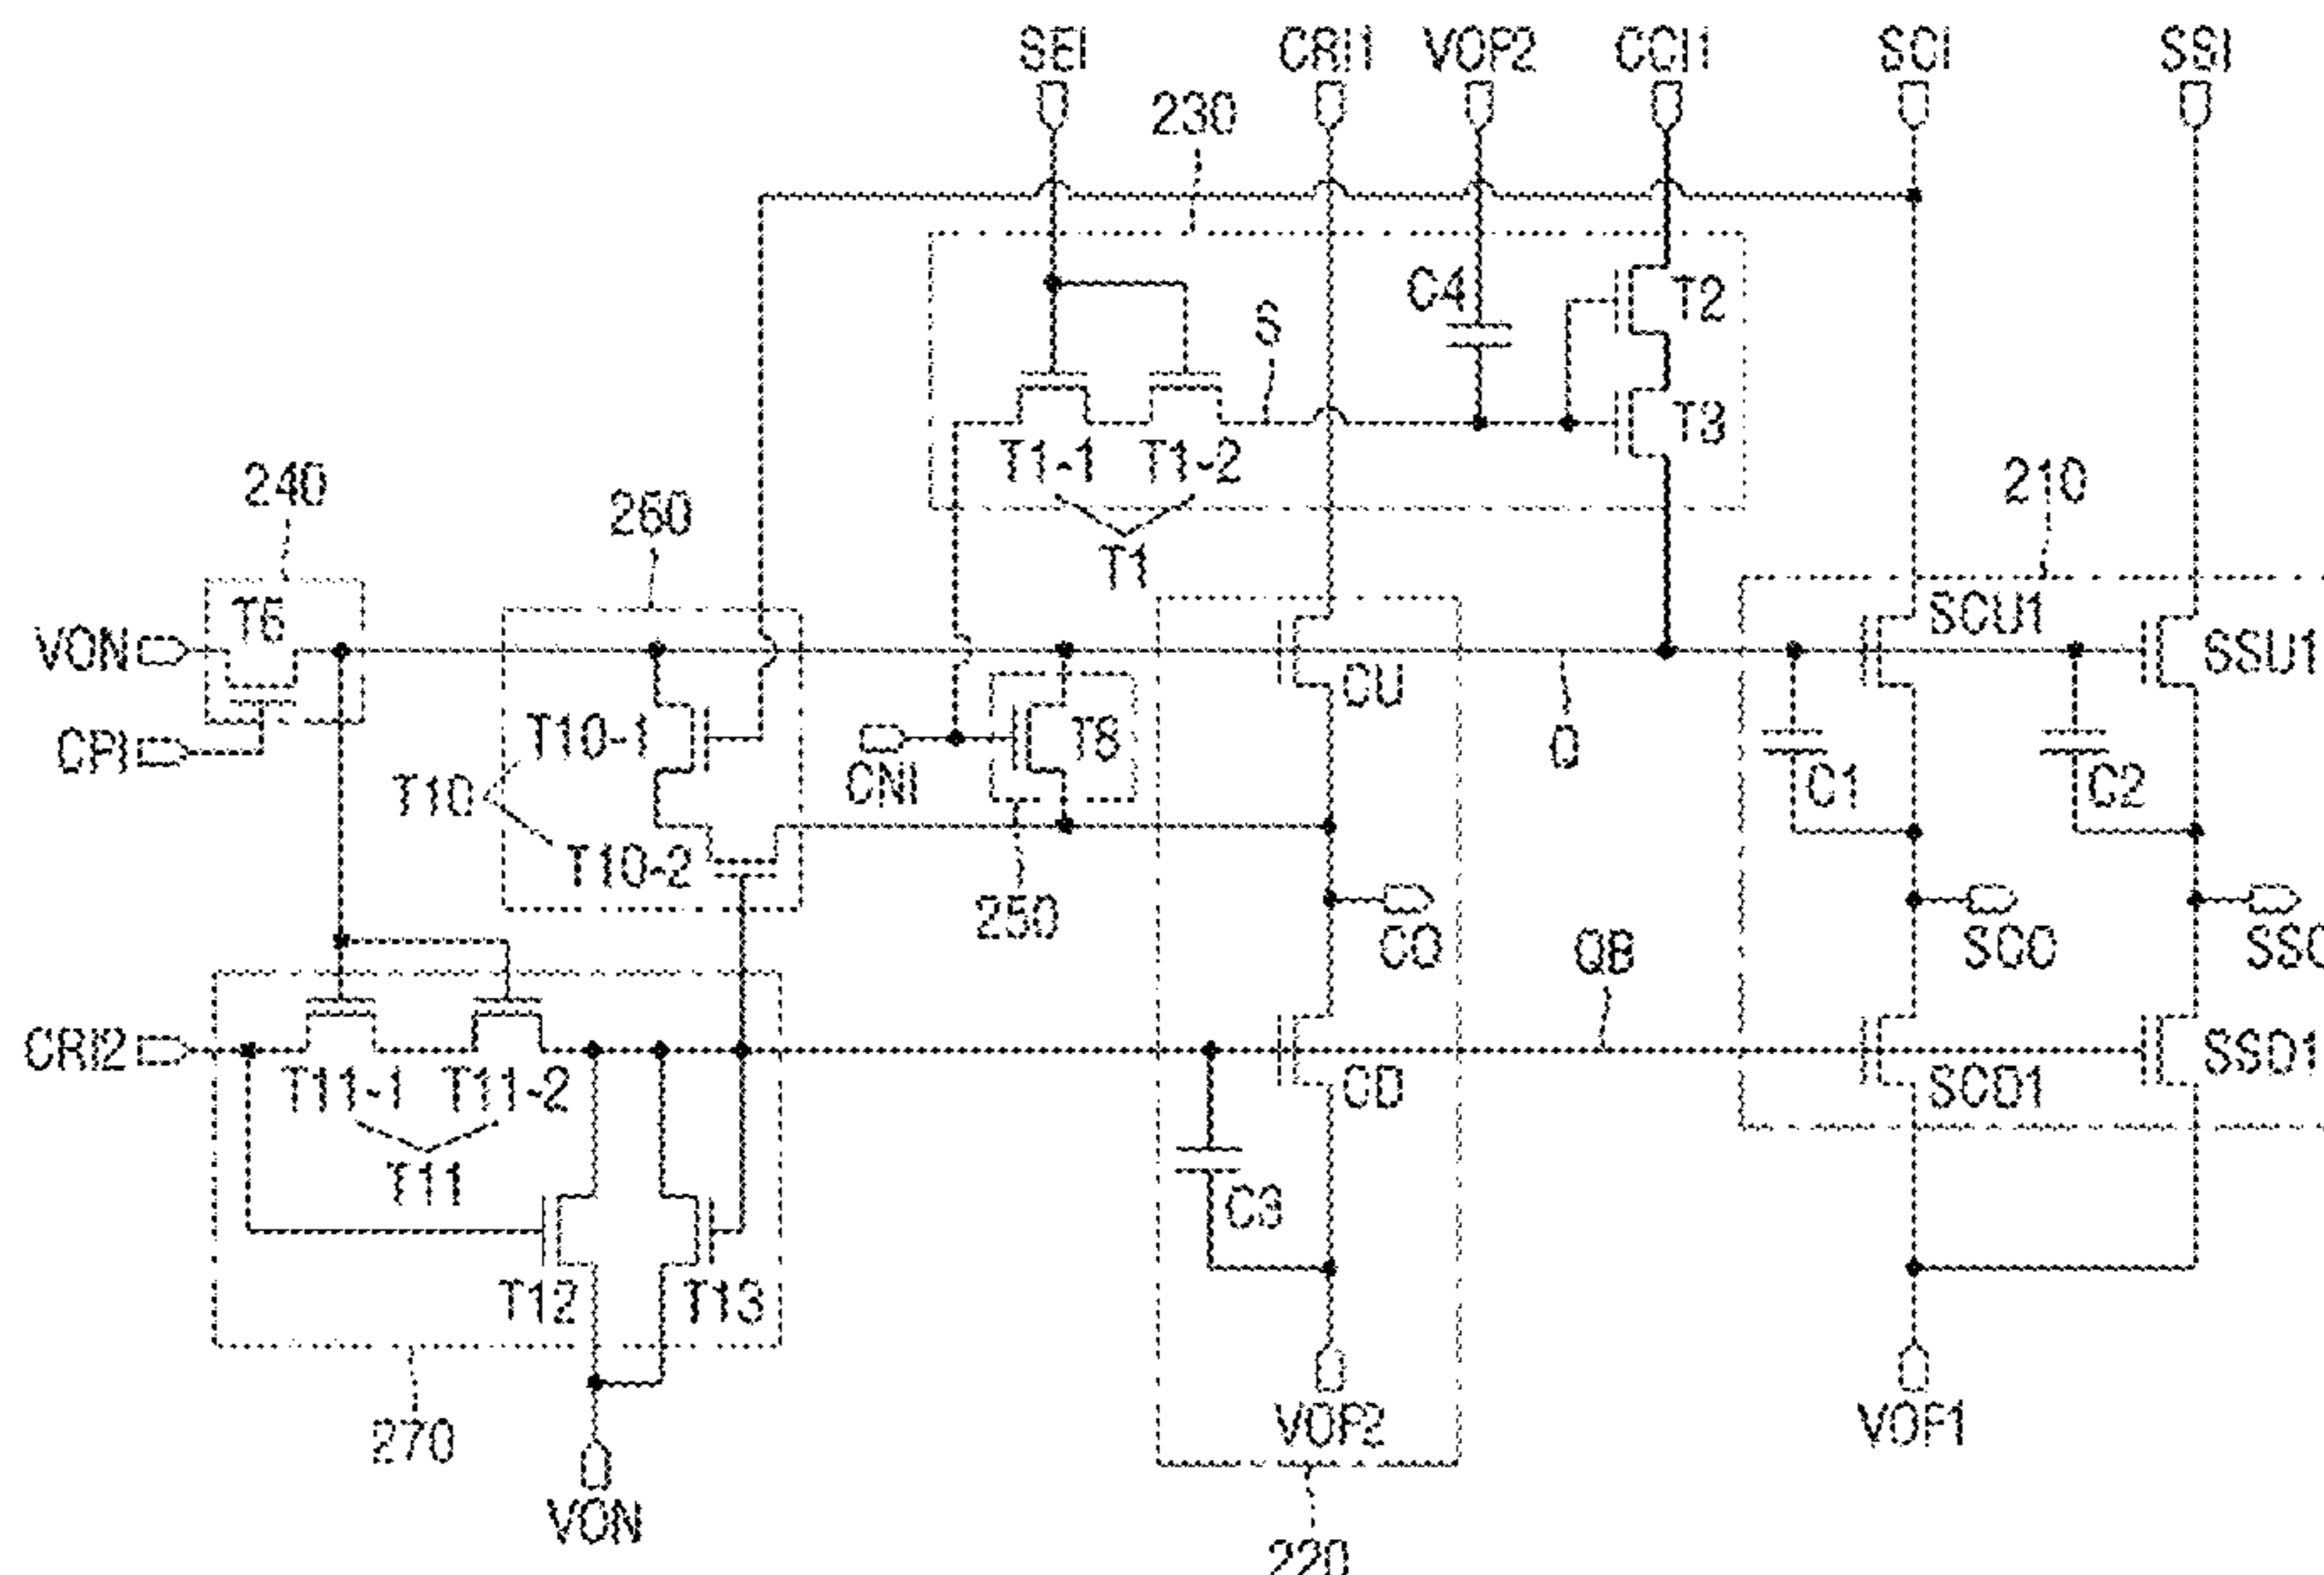 SEI CRI1 VOF2 CCI1 SCI SSI
230
C4 T2
S
T3
T1-1 T1-2
T1
240 260 210
T6
VON
SCU1
SSU1
CU
CPI
T10-1 T8
T10
CNI
Q
C1 C2
T10-2
250
CO
QB
SCO
SSO
CRI2
T11-1 T11-2
CD
SCD1
SSD1
T11
C3
T12 T13
270
VOF2
VOF1
VON
220